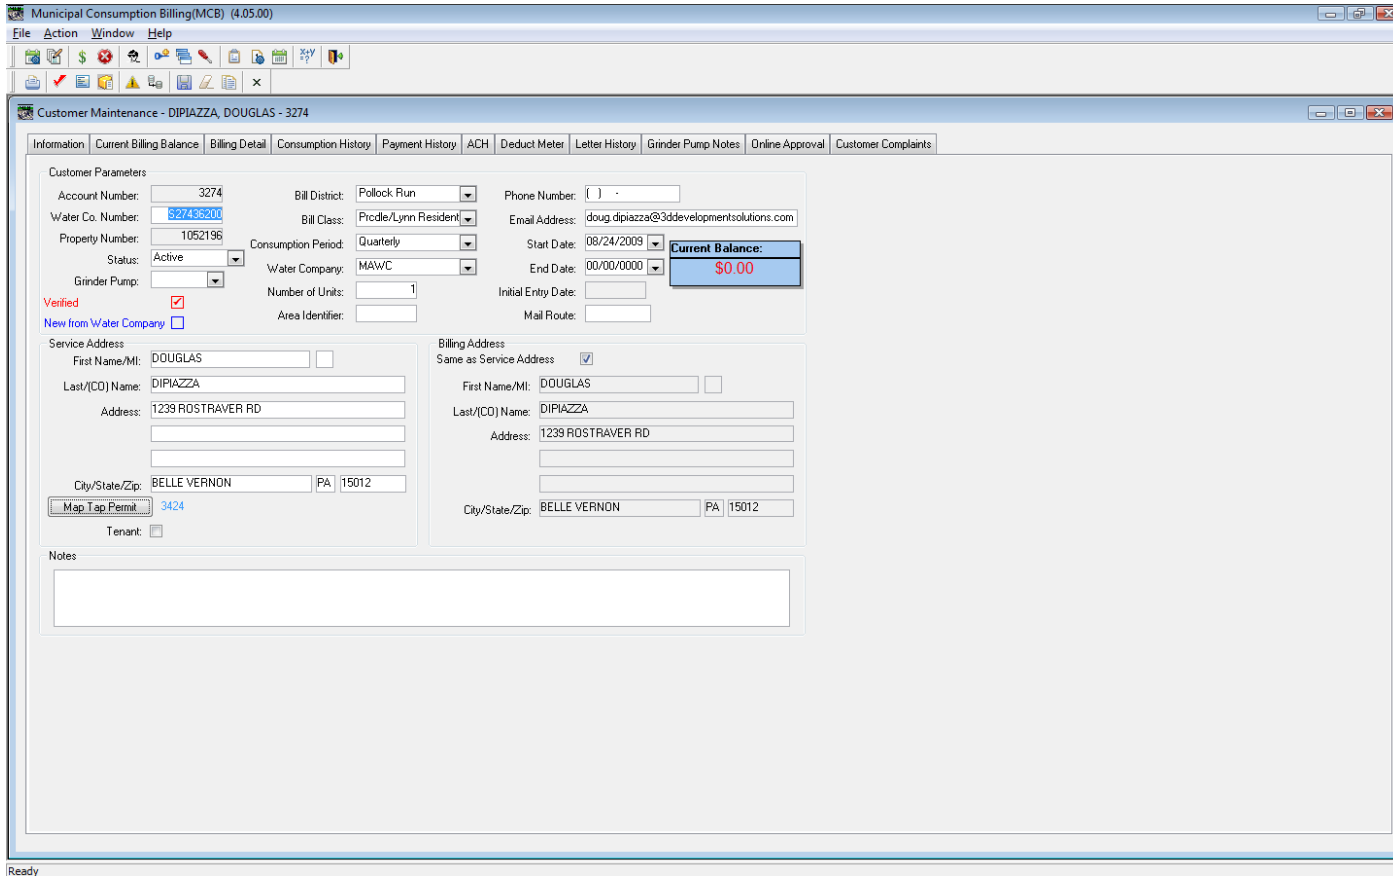 Municipal Consumption Billing(MCB) (4.05.00)
File Action Window Help
Customer Maintenance - DIPIAZZA, DOUGLAS - 3274
Information Current Billing Balance Billing Detail Consumption History Payment History ACH Deduct Meter Letter History Grinder Pump Notes Online Approval Customer Complaints
Customer Parameters
Account Number: 3274 Bill District: Pollock Run Phone Number: ( ) -
Water Co. Number: S27436200 Bill Class: Prcdle/Lynn Resident Email Address: doug.dipiazza@3ddevelopmentsolutions.com
Property Number: 1052196 Consumption Period: Quarterly Start Date: 08/24/2009 Current Balance:
Status: Active Water Company: MAWC End Date: 00/00/0000 $0.00
Grinder Pump: Number of Units: 1 Initial Entry Date:
Verified Area Identifier: Mail Route:
New from Water Company
Service Address
First Name/MI: DOUGLAS
Last/(CO) Name: DIPIAZZA
Address: 1239 ROSTRAVER RD
City/State/Zip: BELLE VERNON PA 15012
Map Tap Permit 3424
Tenant:
Billing Address
Same as Service Address
First Name/MI: DOUGLAS
Last/(CO) Name: DIPIAZZA
Address: 1239 ROSTRAVER RD
City/State/Zip: BELLE VERNON PA 15012
Notes
Ready